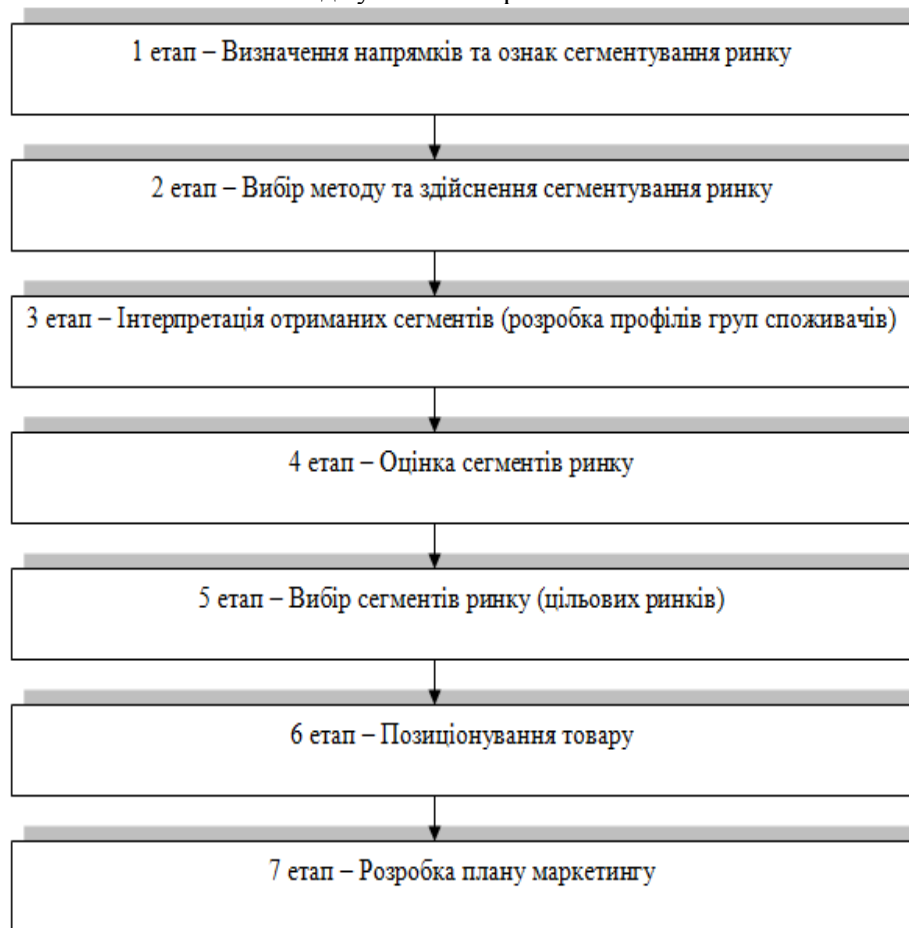 1 етап – Визначення напрямків та ознак сегментування ринку
2 етап – Вибір методу та здійснення сегментування ринку
3 етап – Інтерпретація отриманих сегментів (розробка профілів груп споживачів)
4 етап – Оцінка сегментів ринку
5 етап – Вибір сегментів ринку (цільових ринків)
6 етап – Позиціонування товару
7 етап – Розробка плану маркетингу